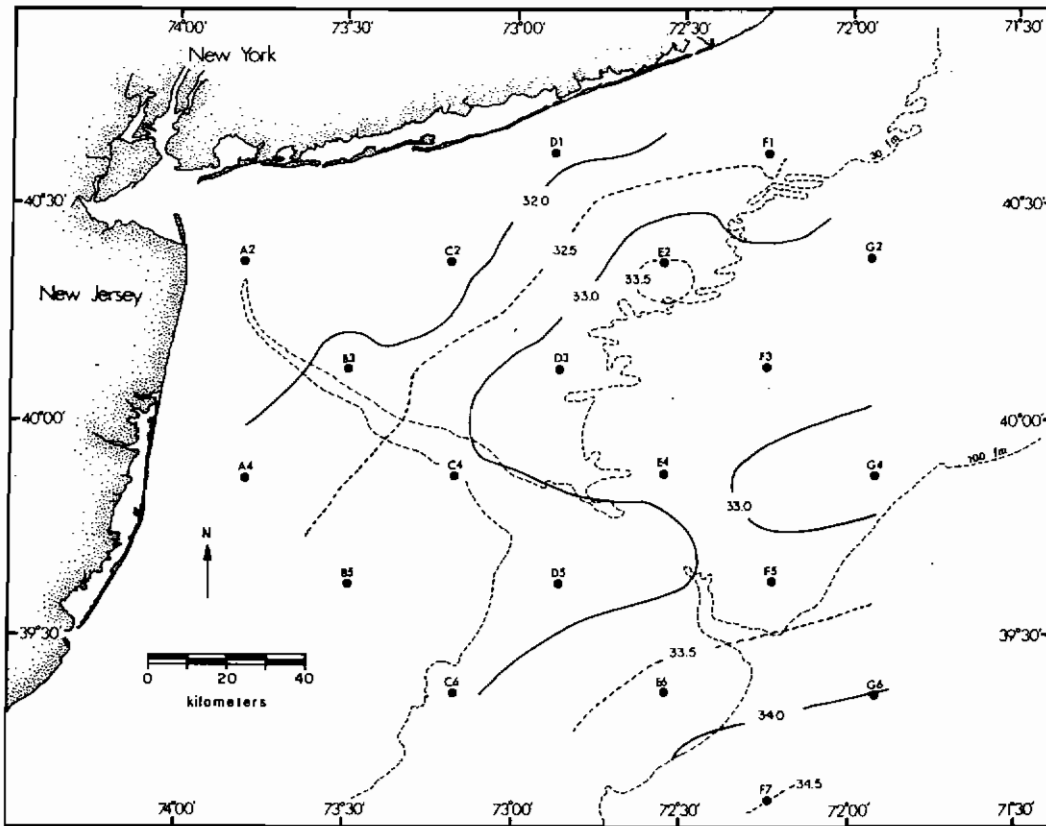 74°00' 73°30' 73°00' 72°30' 72°00' 71°30'
New York
D1 F1
30 fm
40°30' 32.0 40°30'
A2 C2 32.5 E2 G2
33.5
New Jersey 33.0
B3 D3 F3
40°00' 40°00'
100 fm
A4 C4 E4 G4
33.0
N
B5 D5 F5
39°30' 39°30'
33.5
0 20 40
kilometers
C6 E6 G6
34.0
F7 34.5
74°00' 73°30' 73°00' 72°30' 72°00' 71°30'